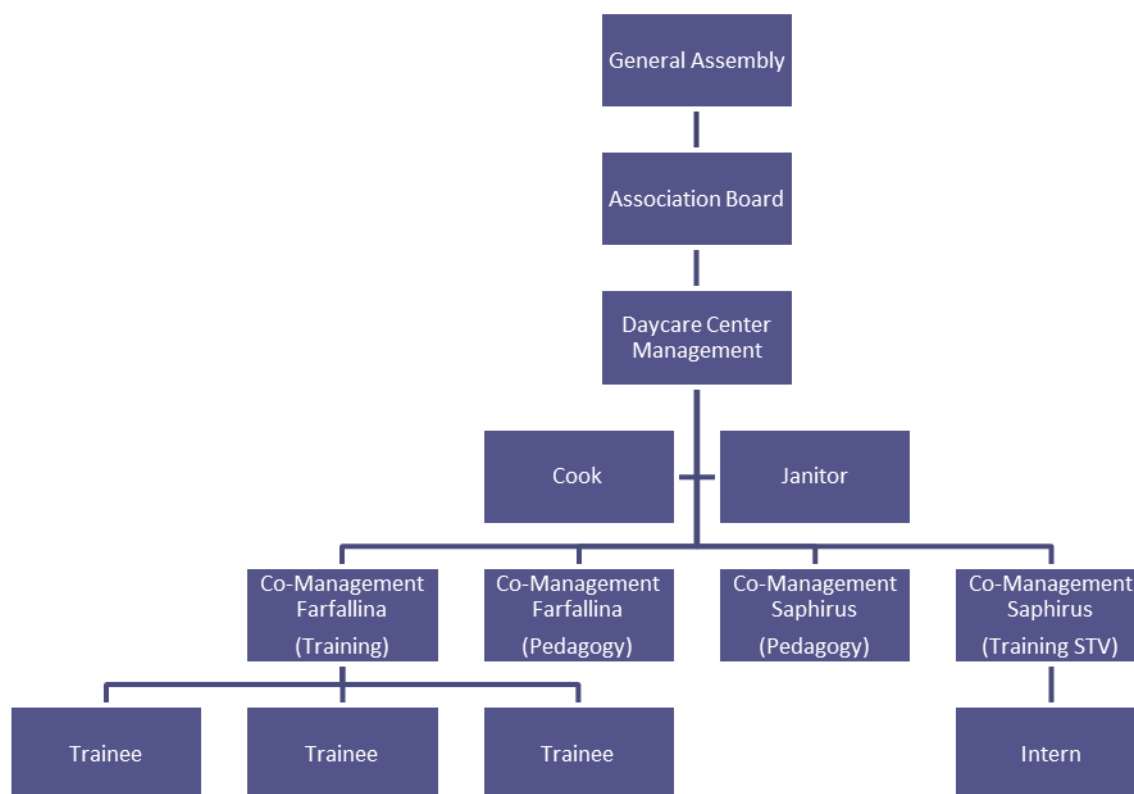 General Assembly
Association Board
Daycare Center
Management
Cook
Janitor
Co-Management
Farfallina
(Training)
Co-Management
Farfallina
(Pedagogy)
Co-Management
Saphirus
(Pedagogy)
Co-Management
Saphirus
(Training STV)
Trainee
Trainee
Trainee
Intern